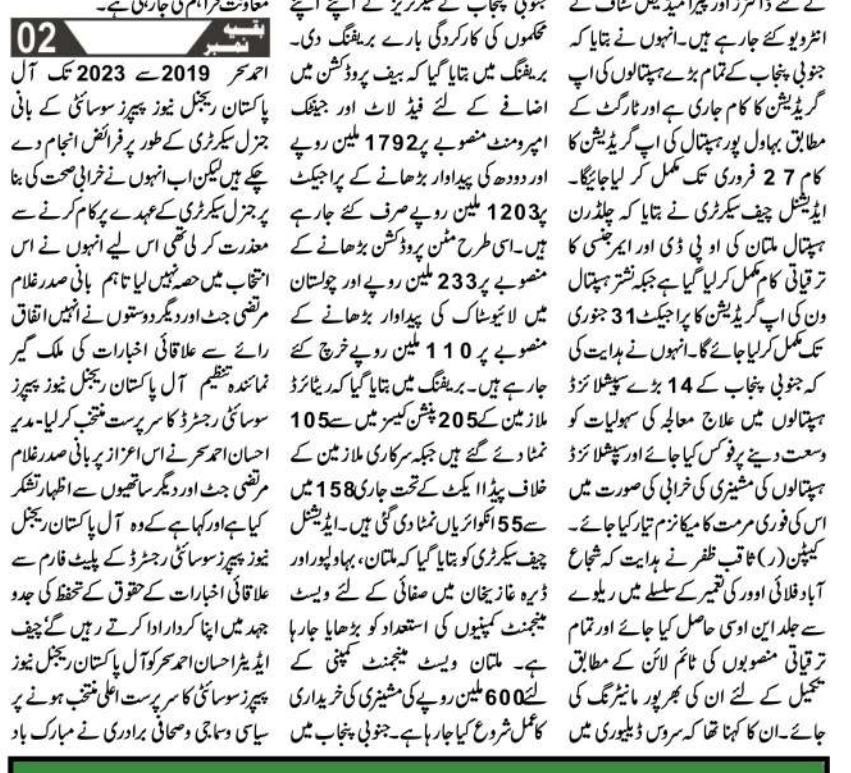 کے لئے ڈاکٹرز اور پیرا میڈیکل سٹاف کے
انٹرویو کئے جا رہے ہیں۔ انہوں نے بتایا کہ
جنوبی پنجاب کے تمام بڑے ہسپتالوں کی اپ
گریڈیشن کا کام جاری ہے اور ٹارگٹ کے
مطابق بہاول پور ہسپتال کی اپ گریڈیشن کا
کام 27 فروری تک مکمل کر لیا جائیگا۔
ایڈیشنل چیف سیکرٹری نے بتایا کہ چلڈرن
ہسپتال ملتان کی او پی ڈی اور ایمرجنسی کا
ترقیاتی کام مکمل کر لیا گیا ہے جبکہ نشتر ہسپتال
ون کی اپ گریڈیشن کا پراجیکٹ 31 جنوری
تک مکمل کر لیا جائے گا۔ انہوں نے ہدایت کی
کہ جنوبی پنجاب کے 14 بڑے سپیشلائزڈ
ہسپتالوں میں علاج معالجہ کی سہولیات کو
وسعت دینے پر فوکس کیا جائے اور سپیشلائزڈ
ہسپتالوں کی مشینری کی خرابی کی صورت میں
اس کی فوری مرمت کا میکانزم تیار کیا جائے۔
کیپٹن (ر) ثاقب ظفر نے ہدایت کہ شجاع
آباد فلائی اوور کی تعمیر کے سلسلے میں ریلوے
سے جلد این او سی حاصل کیا جائے اور تمام
ترقیاتی منصوبوں کی ٹائم لائن کے مطابق
تکمیل کے لئے ان کی بھرپور مانیٹرنگ کی
جائے۔ ان کا کہنا تھا کہ سروس ڈیلیوری میں
جنوبی پنجاب کے سیکرٹریز نے اپنے اپنے
محکموں کی کارکردگی بارے بریفنگ دی۔
بریفنگ میں بتایا گیا کہ بیف پروڈکشن میں
اضافے کے لئے فیڈ لاٹ اور جینٹک
امپرومنٹ منصوبے پر 1792 ملین روپے
اور دودھ کی پیداوار بڑھانے کے پراجیکٹ
پر 1203 ملین روپے صرف کئے جا رہے
ہیں۔ اسی طرح مٹن پروڈکشن بڑھانے کے
منصوبے پر 233 ملین روپے اور چولستان
میں لائیوسٹاک کی پیداوار بڑھانے کے
منصوبے پر 110 ملین روپے خرچ کئے
جا رہے ہیں۔ بریفنگ میں بتایا گیا کہ ریٹائرڈ
ملازمین کے 205 پنشن کیسز میں سے 105
نمٹا دئے گئے ہیں جبکہ سرکاری ملازمین کے
خلاف پیڈا ایکٹ کے تحت جاری 158 میں
سے 55 انکوائریاں نمٹا دی گئی ہیں۔ ایڈیشنل
چیف سیکرٹری کو بتایا گیا کہ ملتان، بہاولپور اور
ڈیرہ غازیخان میں صفائی کے لئے ویسٹ
مینجمنٹ کمپنیوں کی استعداد کو بڑھایا جا رہا
ہے۔ ملتان ویسٹ مینجمنٹ کمپنی کے
لئے 600 ملین روپے کی مشینری کی خریداری
کا عمل شروع کیا جا رہا ہے۔ جنوبی پنجاب میں
معاونت فراہم کی جا رہی ہے۔
بقیہ نمبر 02
احمد سحر 2019 سے 2023 تک آل
پاکستان ریجنل نیوز پیپرز سوسائٹی کے بانی
جنرل سیکرٹری کے طور پر فرائض انجام دے
چکے ہیں لیکن اب انہوں نے خرابی صحت کی بنا
پر جنرل سیکرٹری کے عہدے پر کام کرنے سے
معذرت کر لی تھی اس لیے انہوں نے اس
انتخاب میں حصہ نہیں لیا تاہم بانی صدر غلام
مرتضی جٹ اور دیگر دوستوں نے انہیں اتفاق
رائے سے علاقائی اخبارات کی ملک گیر
نمائندہ تنظیم آل پاکستان ریجنل نیوز پیپرز
سوسائٹی رجسٹرڈ کا سرپرست منتخب کر لیا۔ مدیر
احسان احمد سحر نے اس اعزاز پر بانی صدر غلام
مرتضی جٹ اور دیگر ساتھیوں سے اظہار تشکر
کیا ہے اور کہا ہے کے وہ آل پاکستان ریجنل
نیوز پیپرز سوسائٹی رجسٹرڈ کے پلیٹ فارم سے
علاقائی اخبارات کے حقوق کے تحفظ کی جدو
جہد میں اپنا کردار ادا کرتے رہیں گے چیف
ایڈیٹر احسان احمد سحر کو آل پاکستان ریجنل نیوز
پیپرز سوسائٹی کا سرپرست اعلی منتخب ہونے پر
سیاسی و سماجی و صحافی برادری نے مبارک باد